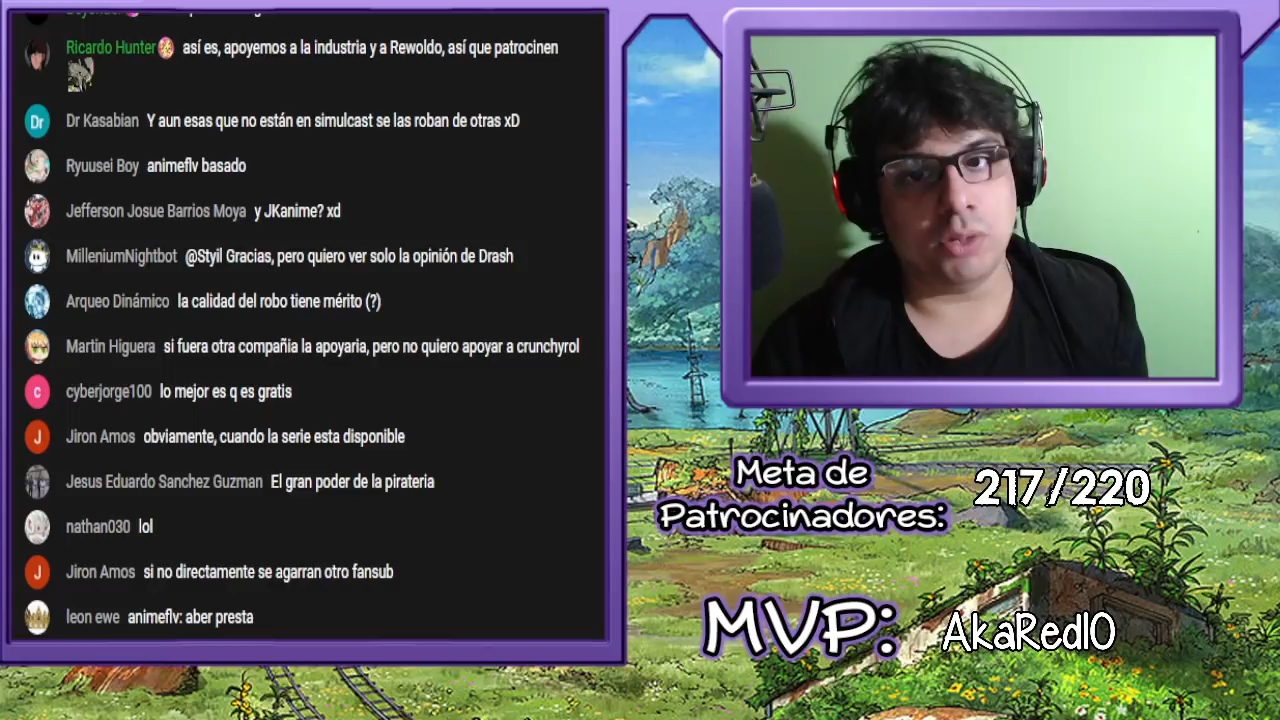 Ricardo Hunter así es, apoyemos a la industria y a Rewoldo, así que patrocinen
Dr
Dr Kasabian Y aun esas que no están en simulcast se las roban de otras xD
Ryuusei Boy animeflv basado
Jefferson Josue Barrios Moya y JKanime? xd
MilleniumNightbot @Styil Gracias, pero quiero ver solo la opinión de Drash
Arqueo Dinámico la calidad del robo tiene mérito (?)
Martin Higuera si fuera otra compañia la apoyaria, pero no quiero apoyar a crunchyrol
c
cyberjorge100 lo mejor es q es gratis
J
Jiron Amos obviamente, cuando la serie esta disponible
Jesus Eduardo Sanchez Guzman El gran poder de la pirateria
nathan030 lol
J
Jiron Amos si no directamente se agarran otro fansub
leon ewe animeflv: aber presta
Meta de
Patrocinadores:
217/220
MVP:
AkaRed10